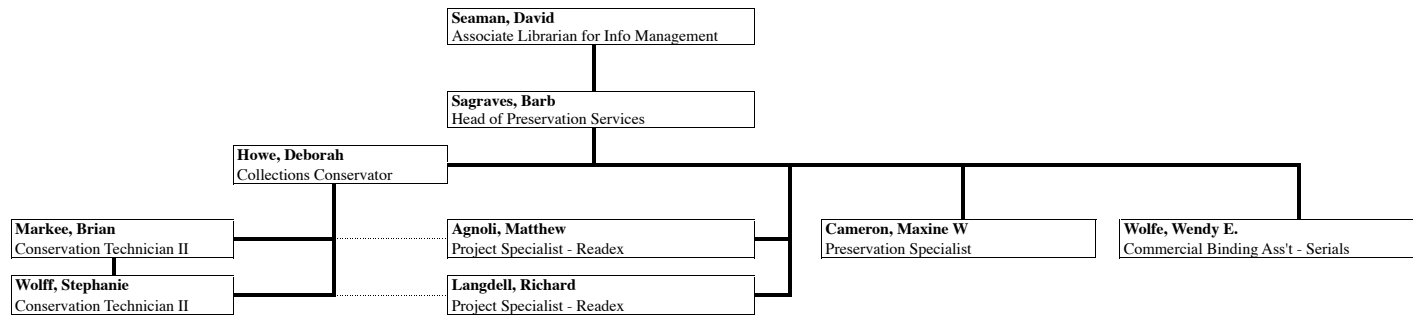 Seaman, David
Associate Librarian for Info Management
Sagraves, Barb
Head of Preservation Services
Howe, Deborah
Collections Conservator
Markee, Brian
Conservation Technician II
Agnoli, Matthew
Project Specialist - Readex
Cameron, Maxine W
Preservation Specialist
Wolfe, Wendy E.
Commercial Binding Ass't - Serials
Wolff, Stephanie
Conservation Technician II
Langdell, Richard
Project Specialist - Readex